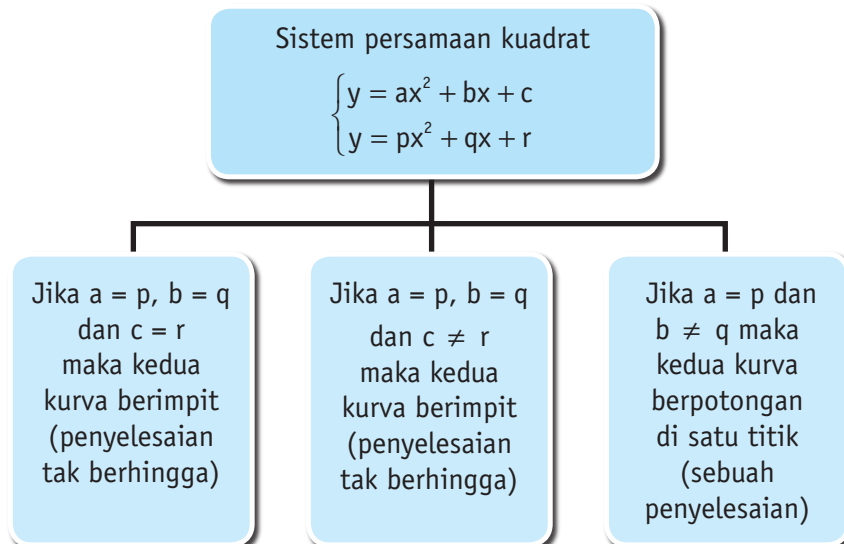 Sistem persamaan kuadrat
y = ax² + bx + c
y = px² + qx + r
Jika a = p, b = q
dan c = r
maka kedua
kurva berimpit
(penyelesaian
tak berhingga)
Jika a = p, b = q
dan c ≠ r
maka kedua
kurva berimpit
(penyelesaian
tak berhingga)
Jika a = p dan
b ≠ q maka
kedua kurva
berpotongan
di satu titik
(sebuah
penyelesaian)